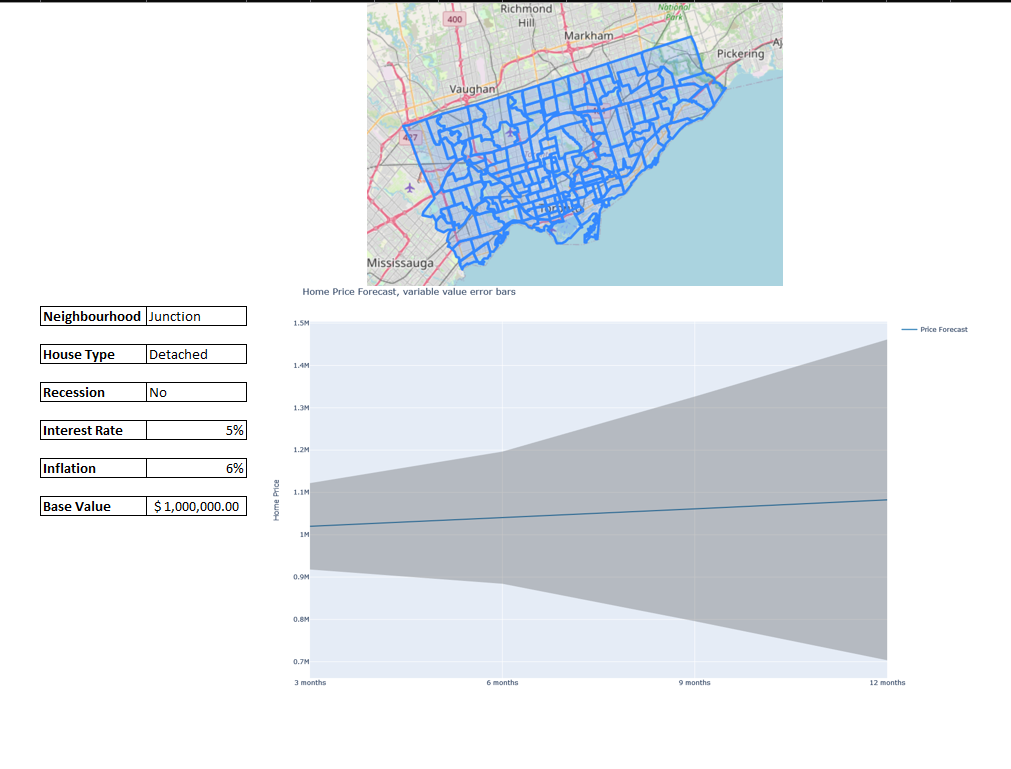 Richmond
Hill
National
Park
400
Markham
Pickering
Vaughan
Mississauga
Home Price Forecast, variable value error bars
Neighbourhood Junction
House Type Detached
Recession No
Interest Rate 5%
Inflation 6%
Base Value $ 1,000,000.00
Price Forecast
Home Price
1.5M
1.4M
1.3M
1.2M
1.1M
1M
0.9M
0.8M
0.7M
3 months 6 months 9 months 12 months